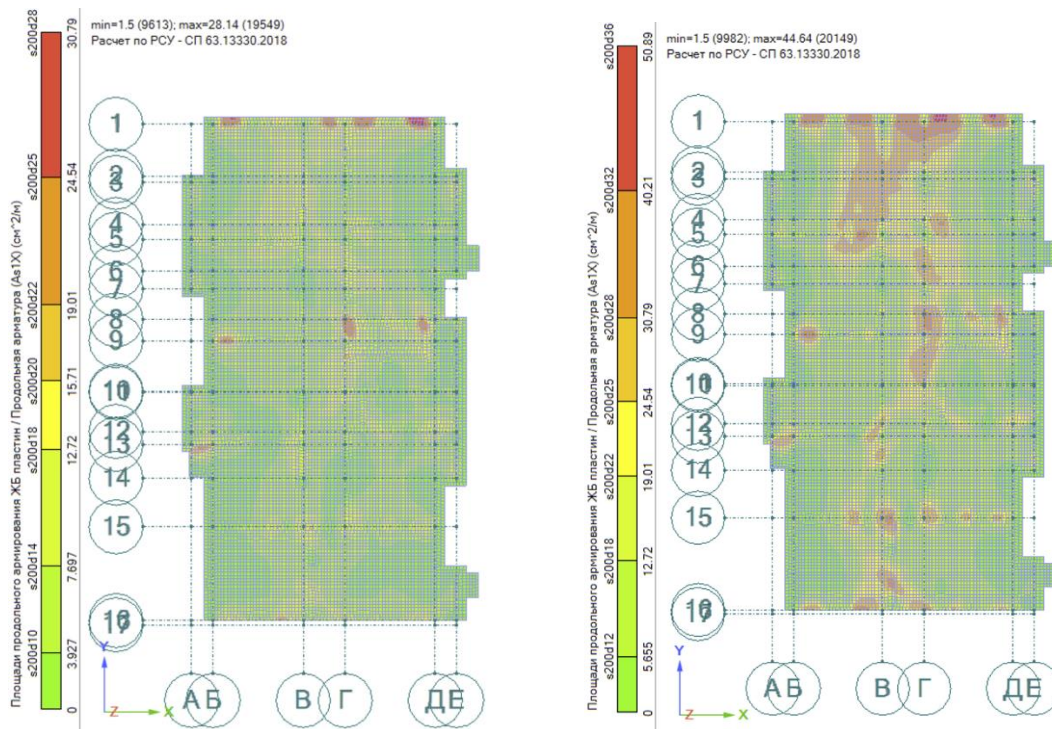 min=1.5 (9613); max=28.14 (19549)
Расчет по РСУ - СП 63.13330.2018
Площади продольного армирования ЖБ пластин / Продольная арматура (As1X) (см^2/м)
s200d28
s200d25
s200d22
s200d20
s200d18
s200d14
s200d10
30.79
24.54
19.01
15.71
12.72
7.697
3.927
0
1
2
3
4
5
6
7
8
9
10
12
13
14
15
17
Y
Z
X
А
Б
В
Г
Д
Е
min=1.5 (9982); max=44.64 (20149)
Расчет по РСУ - СП 63.13330.2018
Площади продольного армирования ЖБ пластин / Продольная арматура (As1X) (см^2/м)
s200d36
s200d32
s200d28
s200d25
s200d22
s200d18
s200d12
50.89
40.21
30.79
24.54
19.01
12.72
5.655
0
1
2
3
4
5
6
7
8
9
10
12
13
14
15
Y
Z
X
А
Б
В
Г
Д
Е